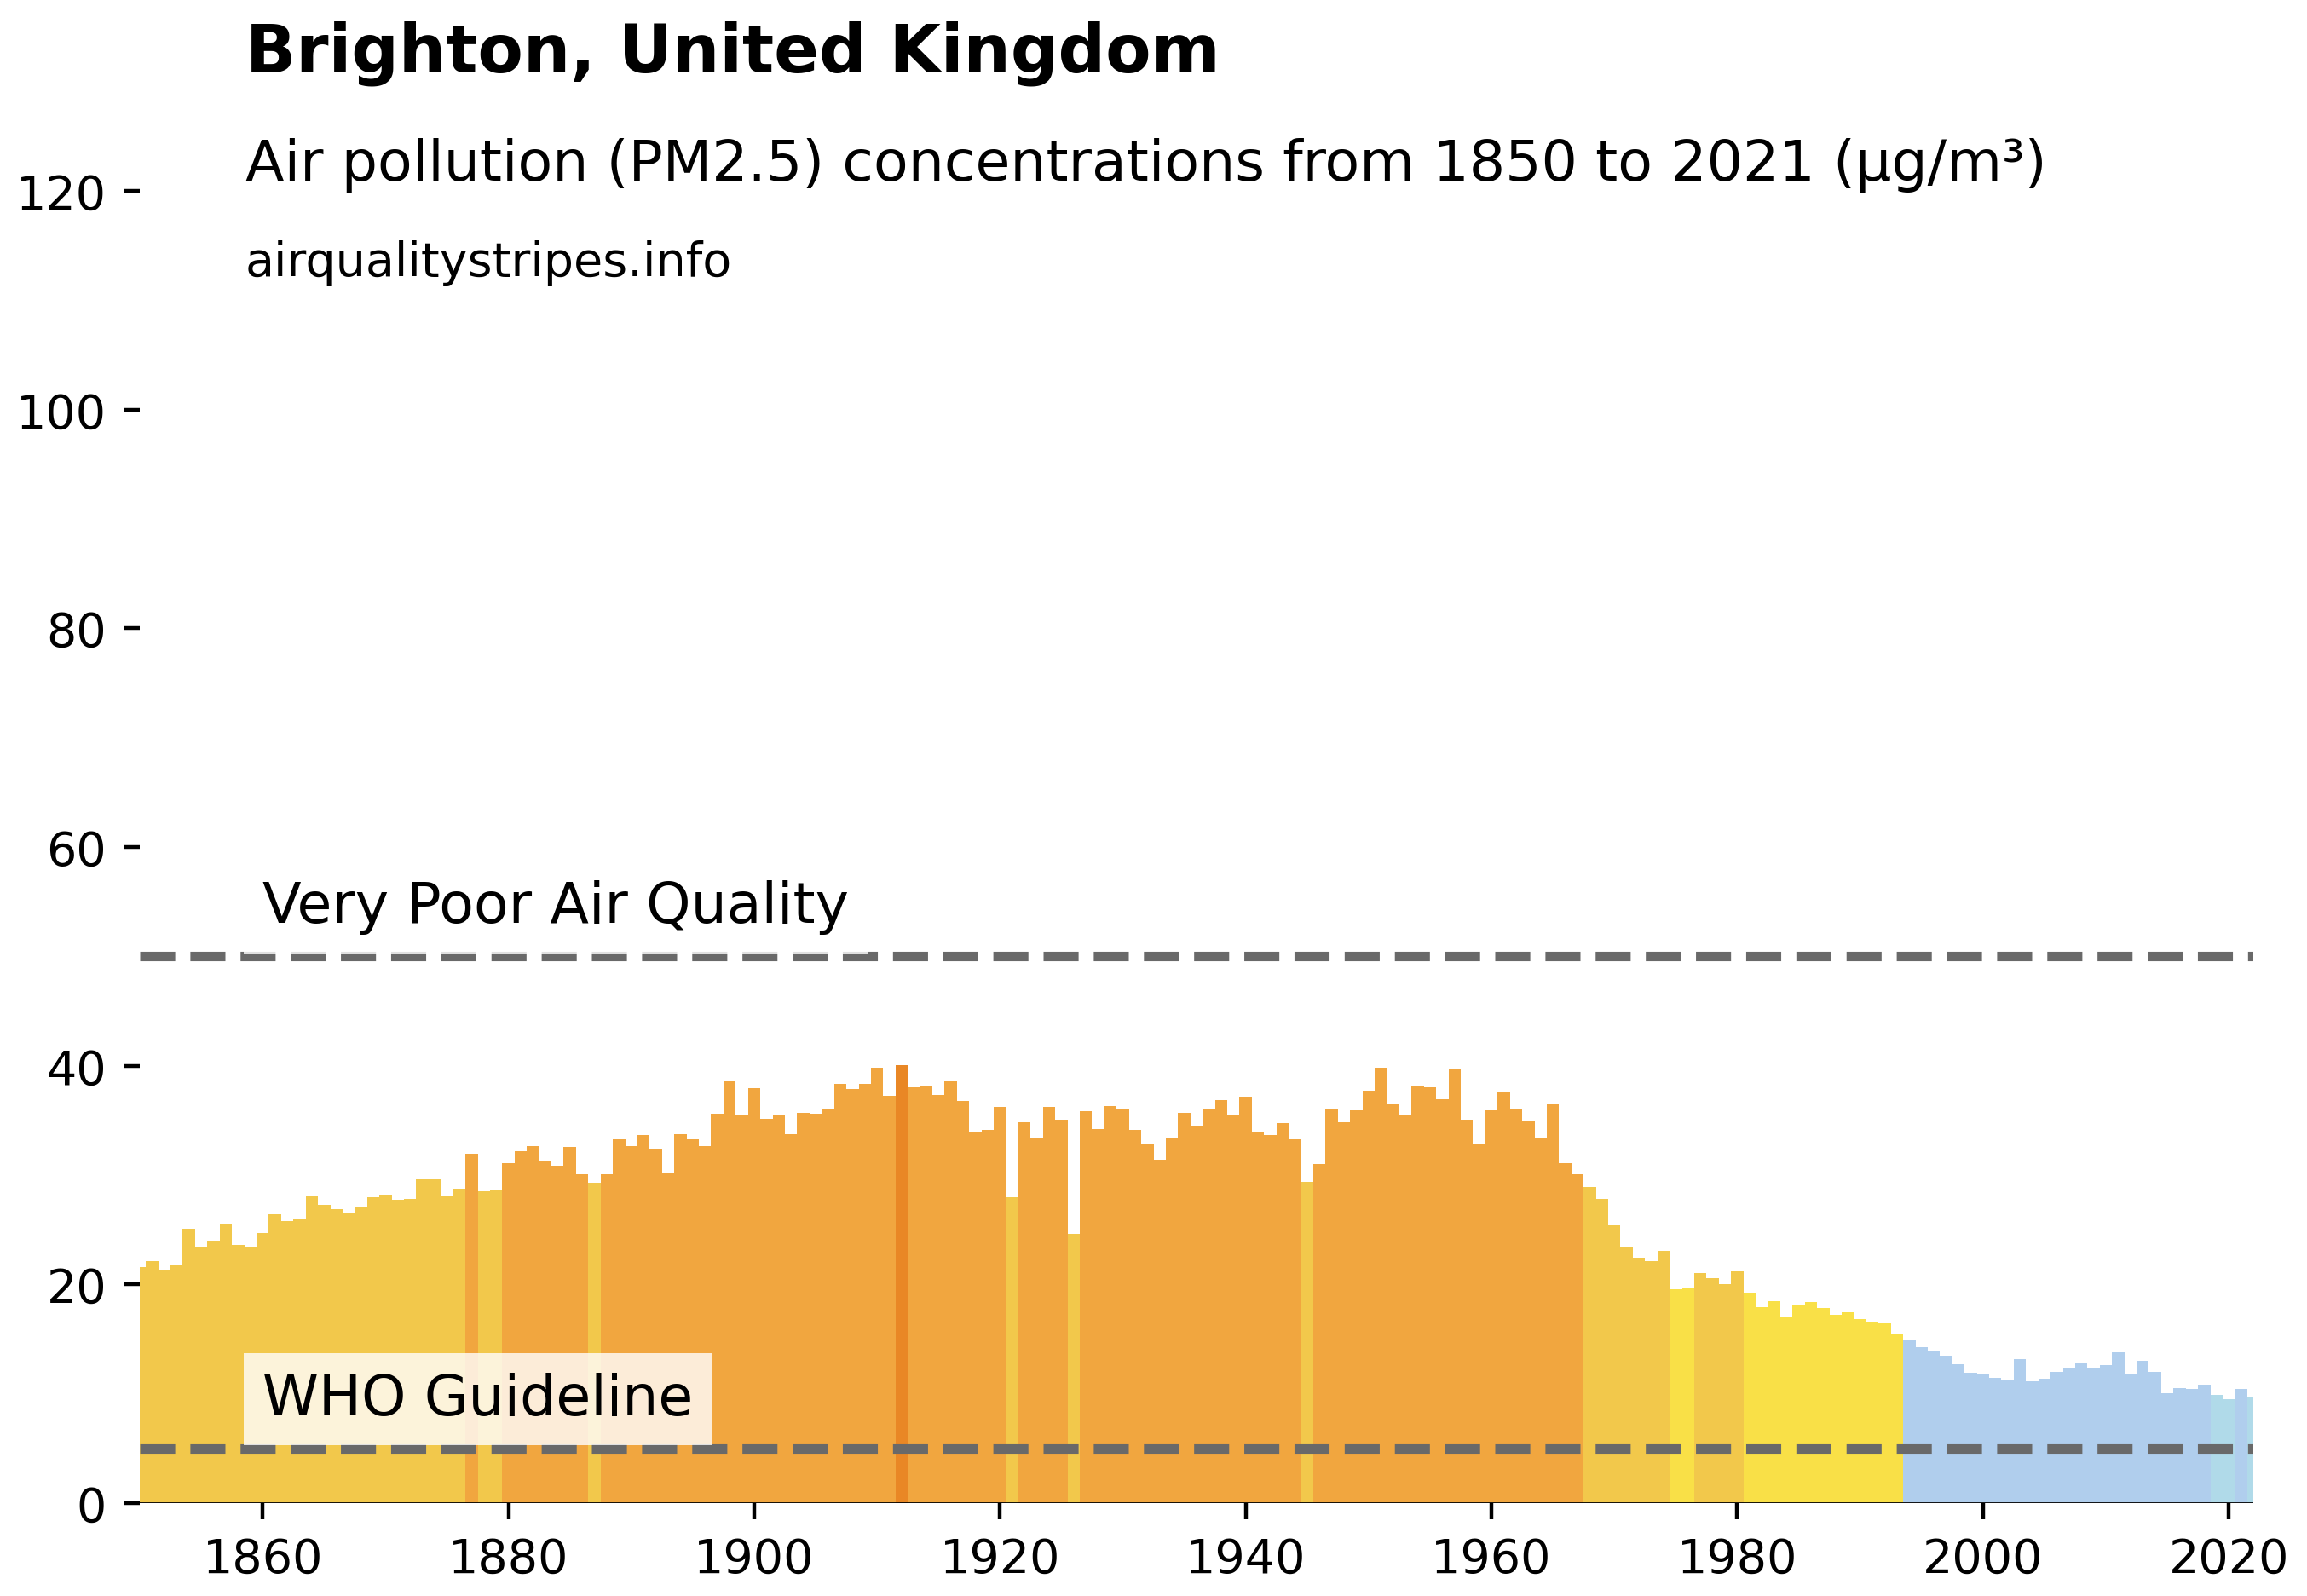 Brighton, United Kingdom
Air pollution (PM2.5) concentrations from 1850 to 2021 (µg/m³)
airqualitystripes.info
120
100
80
60
Very Poor Air Quality
40
20
WHO Guideline
0
1860 1880 1900 1920 1940 1960 1980 2000 2020